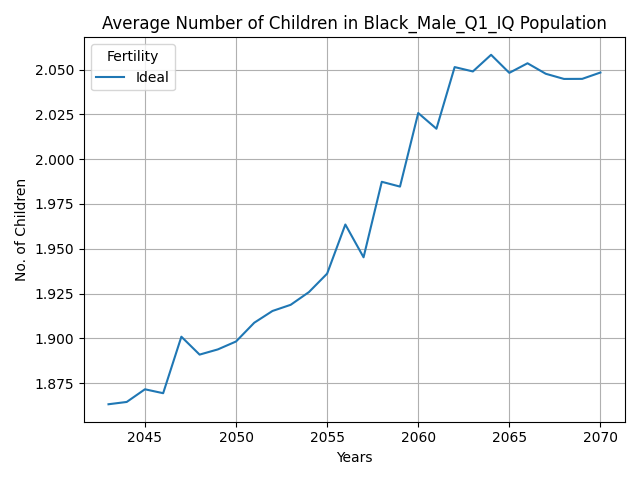 Average Number of Children in Black_Male_Q1_IQ Population
Fertility
Ideal
No. of Children
2.050
2.025
2.000
1.975
1.950
1.925
1.900
1.875
2045 2050 2055 2060 2065 2070
Years